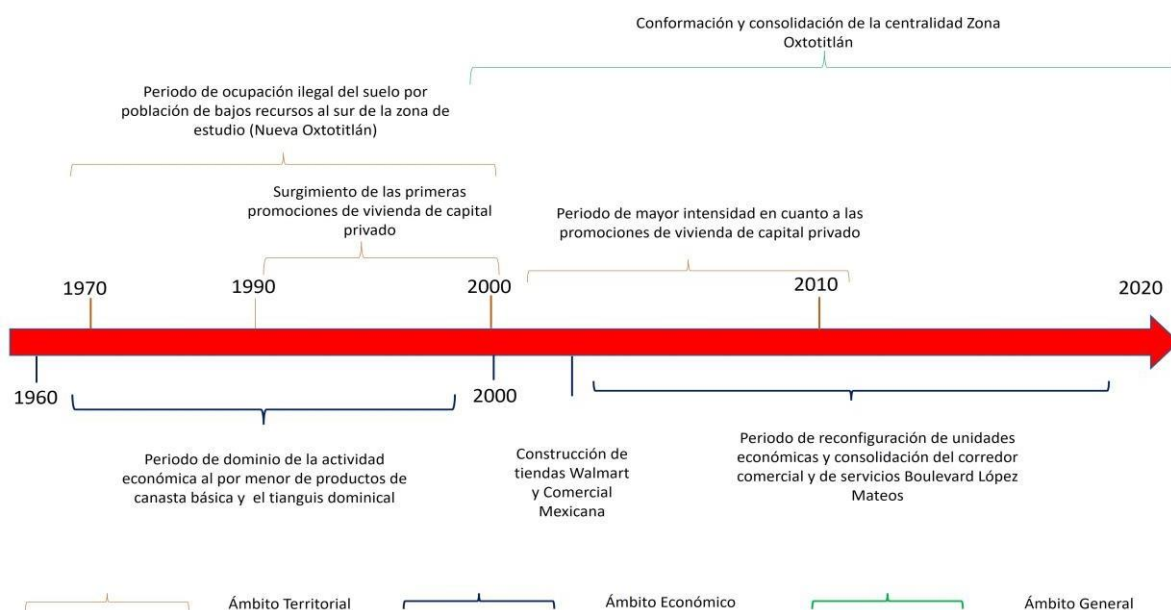 Conformación y consolidación de la centralidad Zona
Oxtotitlán
Periodo de ocupación ilegal del suelo por
población de bajos recursos al sur de la zona de
estudio (Nueva Oxtotitlán)
Surgimiento de las primeras
promociones de vivienda de capital
privado
Periodo de mayor intensidad en cuanto a las
promociones de vivienda de capital privado
1970
1990
2000
2010
2020
1960
2000
Periodo de dominio de la actividad
económica al por menor de productos de
canasta básica y el tianguis dominical
Construcción de
tiendas Walmart
y Comercial
Mexicana
Periodo de reconfiguración de unidades
económicas y consolidación del corredor
comercial y de servicios Boulevard López
Mateos
Ámbito Territorial
Ámbito Económico
Ámbito General